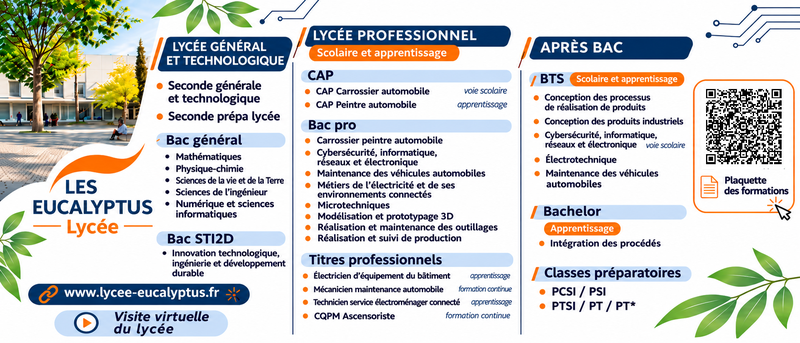 LES
EUCALYPTUS
Lycée
www.lycee-eucalyptus.fr
Visite virtuelle
du lycée
LYCÉE GÉNÉRAL
ET TECHNOLOGIQUE
Seconde générale
et technologique
Seconde prépa lycée
Bac général
Mathématiques
Physique-chimie
Sciences de la vie et de la Terre
Sciences de l'ingénieur
Numérique et sciences
informatiques
Bac STI2D
Innovation technologique,
ingénierie et développement
durable
LYCÉE PROFESSIONNEL
Scolaire et apprentissage
CAP
CAP Carrossier automobile voie scolaire
CAP Peintre automobile apprentissage
Bac pro
Carrossier peintre automobile
Cybersécurité, informatique,
réseaux et électronique
Maintenance des véhicules automobiles
Métiers de l'électricité et de ses
environnements connectés
Microtechniques
Modélisation et prototypage 3D
Réalisation et maintenance des outillages
Réalisation et suivi de production
Titres professionnels
Électricien d'équipement du bâtiment apprentissage
Mécanicien maintenance automobile formation continue
Technicien service électroménager connecté apprentissage
CQPM Ascensoriste formation continue
APRÈS BAC
BTS Scolaire et apprentissage
Conception des processus
de réalisation de produits
Conception des produits industriels
Cybersécurité, informatique,
réseaux et électronique voie scolaire
Électrotechnique
Maintenance des véhicules
automobiles
Bachelor
Apprentissage
Intégration des procédés
Classes préparatoires
PCSI / PSI
PTSI / PT / PT*
Plaquette
des formations